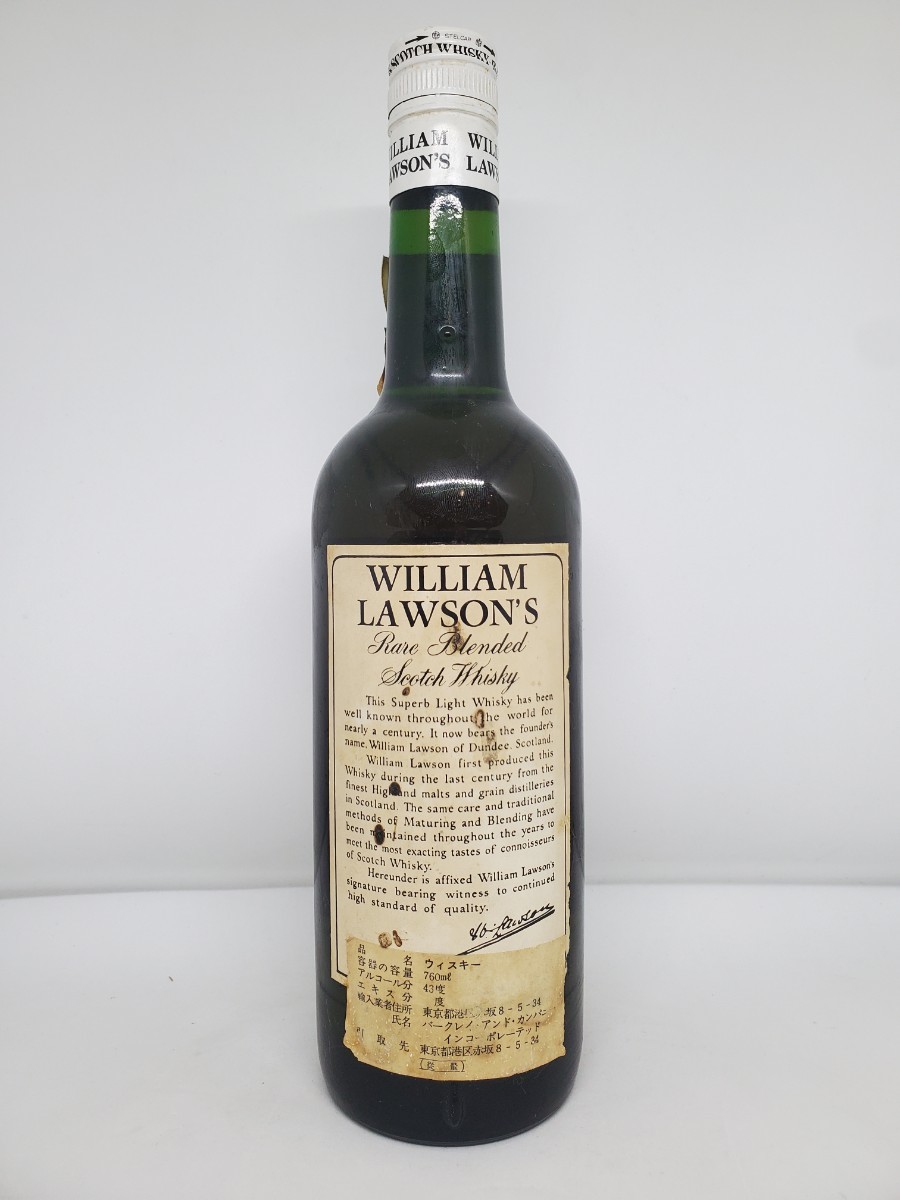 STELCAP
SCOTCH WHISKY
ILLIAM WILL
AWSON'S LAWS
WILLIAM
LAWSON'S
Rare Blended
Scotch Whisky
This Superb Light Whisky has been
well known throughout the world for
nearly a century. It now bears the founder's
name, William Lawson of Dundee, Scotland.
William Lawson first produced this
Whisky during the last century from the
finest Highland malts and grain distilleries
in Scotland. The same care and traditional
methods of Maturing and Blending have
been maintained throughout the years to
meet the most exacting tastes of connoisseurs
of Scotch Whisky.
Hereunder is affixed William Lawson's
signature bearing witness to continued
high standard of quality.
Wm Lawson
品名 ウィスキー
容器の容量 760ml
アルコール分 43度
エキス分 度
輸入業者住所 東京都港区赤坂8-5-34
氏名 バークレイ・アンド・カンパニー
インコーポレーテッド
引取先 東京都港区赤坂8-5-34
(従量)